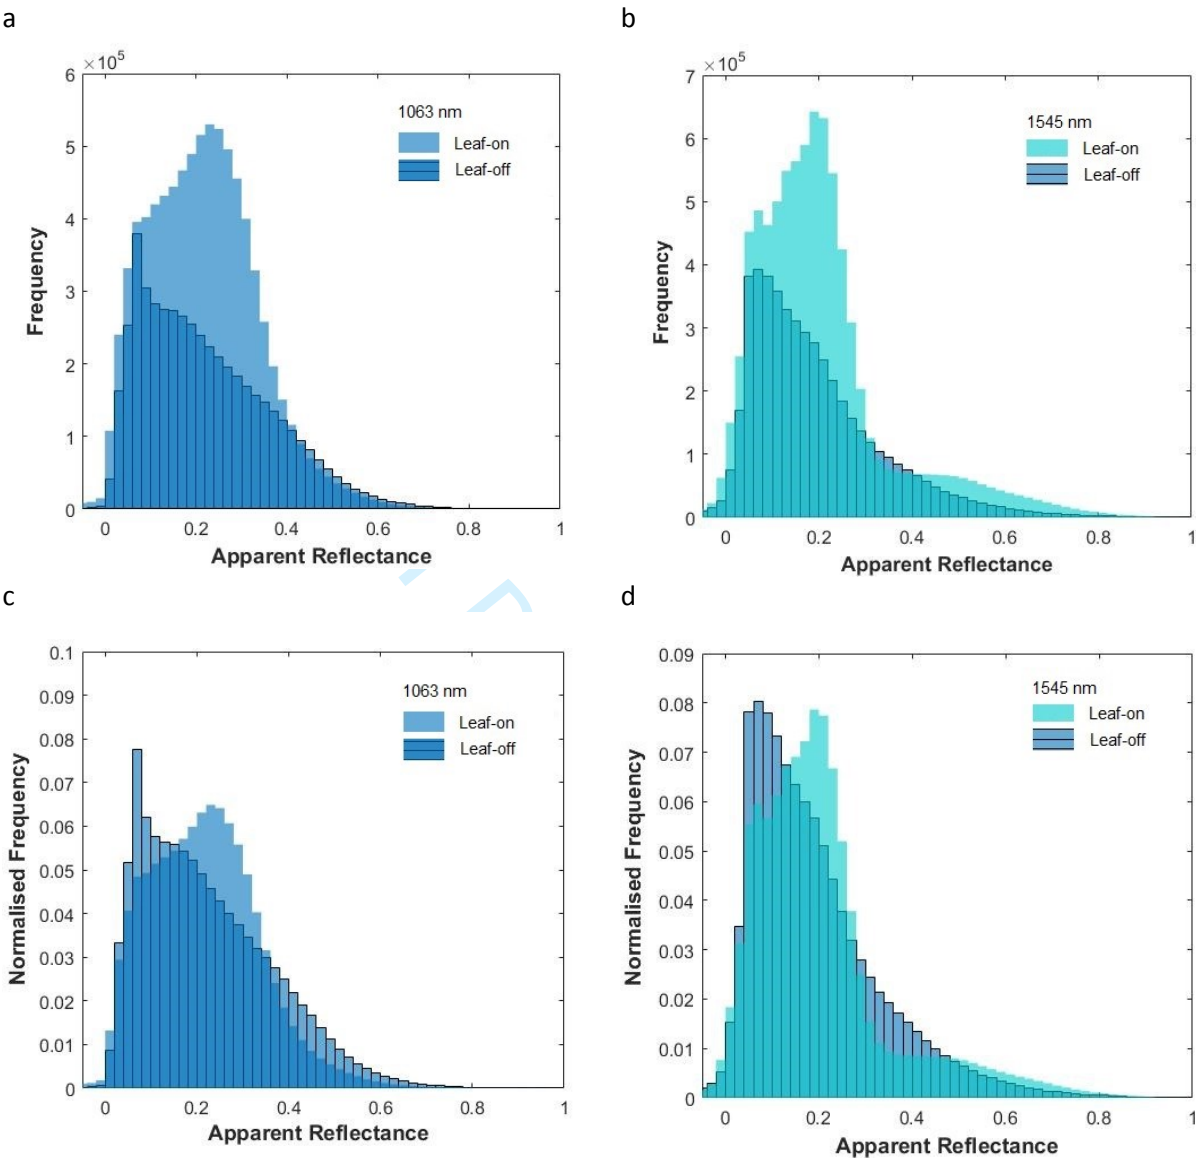 a
×10⁵
6
5
4
3
2
1
0
Frequency
1063 nm
Leaf-on
Leaf-off
0 0.2 0.4 0.6 0.8 1
Apparent Reflectance
b
×10⁵
7
6
5
4
3
2
1
0
Frequency
1545 nm
Leaf-on
Leaf-off
0 0.2 0.4 0.6 0.8 1
Apparent Reflectance
c
0.1
0.09
0.08
0.07
0.06
0.05
0.04
0.03
0.02
0.01
0
Normalised Frequency
1063 nm
Leaf-on
Leaf-off
0 0.2 0.4 0.6 0.8 1
Apparent Reflectance
d
0.09
0.08
0.07
0.06
0.05
0.04
0.03
0.02
0.01
0
Normalised Frequency
1545 nm
Leaf-on
Leaf-off
0 0.2 0.4 0.6 0.8 1
Apparent Reflectance